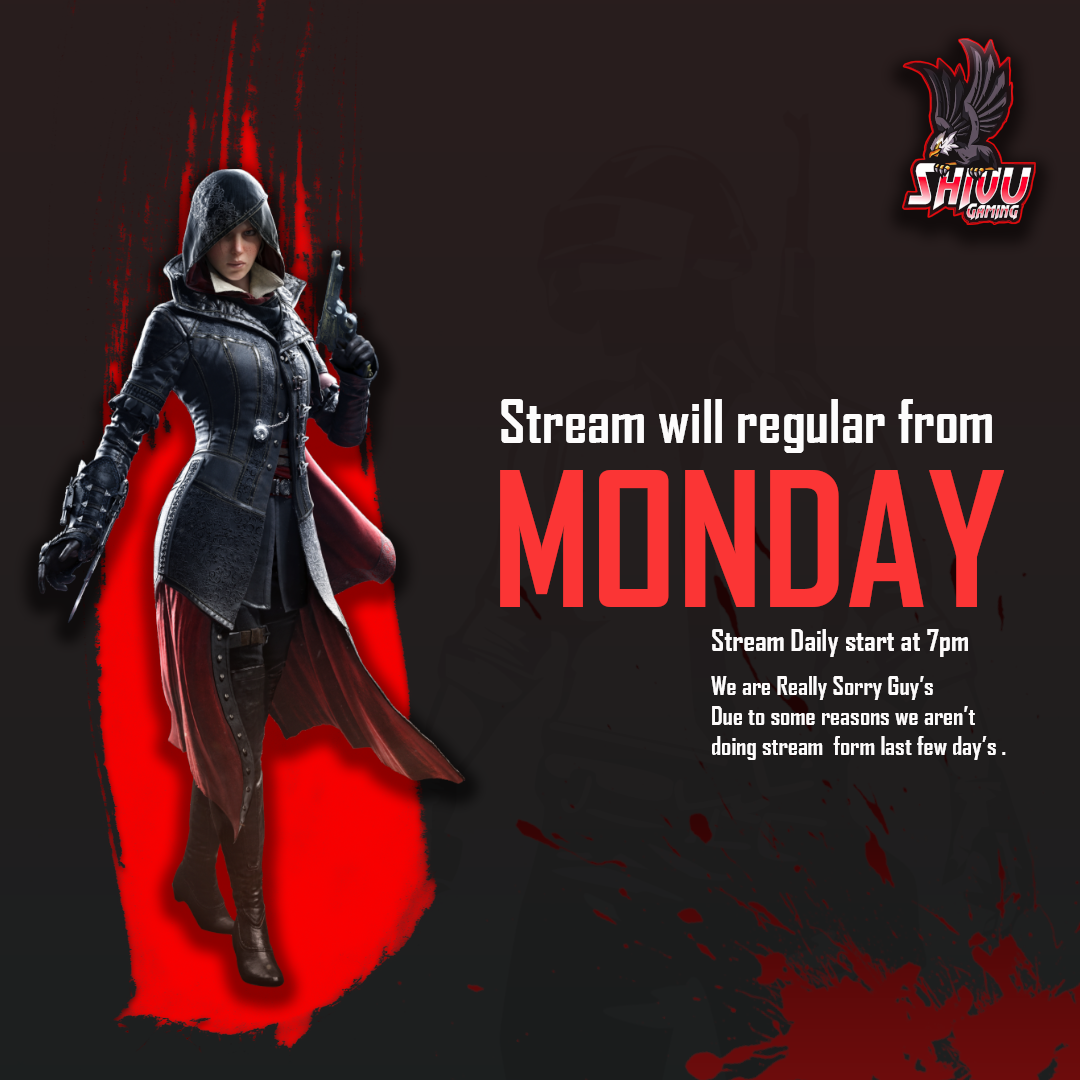 SHIVU
GAMING
Stream will regular from
MONDAY
Stream Daily start at 7pm
We are Really Sorry Guy's
Due to some reasons we aren't
doing stream form last few day's .